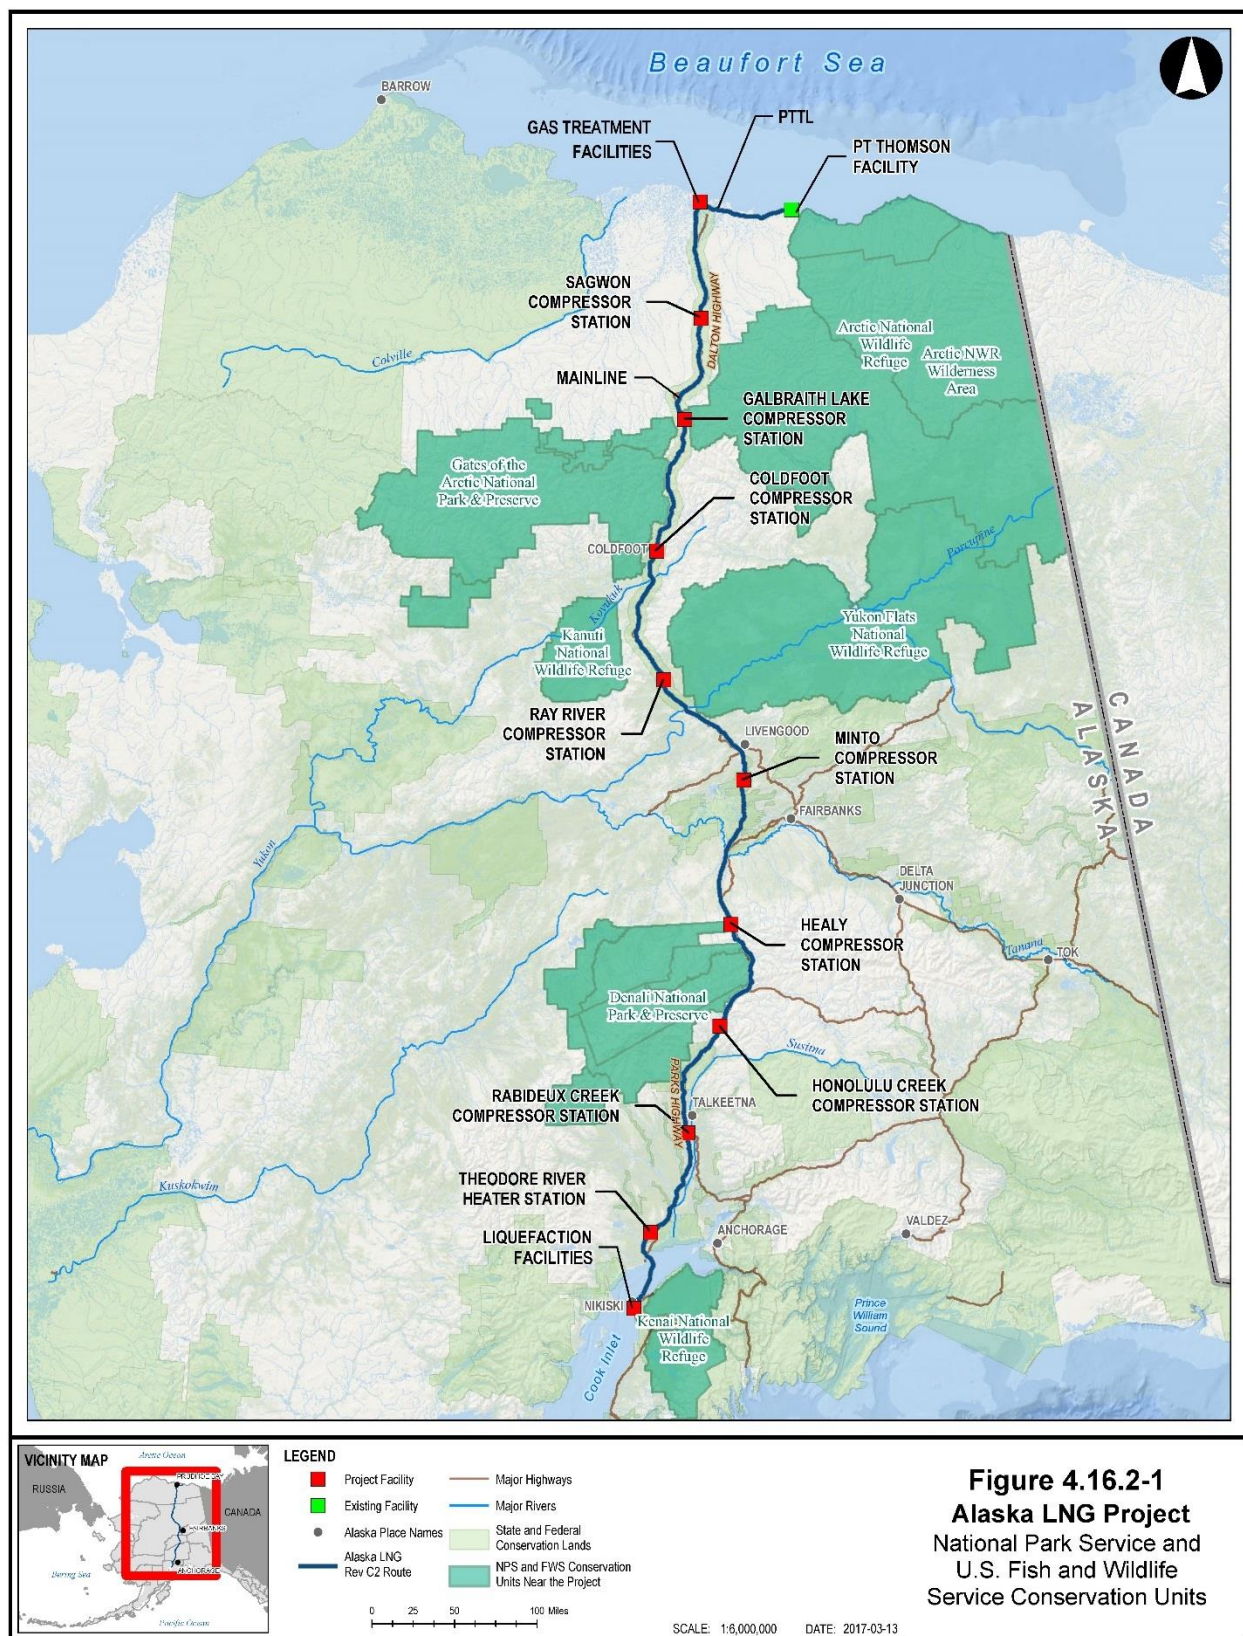 Beaufort Sea
BARROW
GAS TREATMENT
FACILITIES
PTTL
PT THOMSON
FACILITY
SAGWON
COMPRESSOR
STATION
DALTON HIGHWAY
Colville
Arctic National
Wildlife
Refuge
Arctic NWR
Wilderness
Area
MAINLINE
GALBRAITH LAKE
COMPRESSOR
STATION
Gates of the
Arctic National
Park & Preserve
COLDFOOT
COMPRESSOR
STATION
COLDFOOT
Porcupine
Koyukuk
Kanuti
National
Wildlife Refuge
Yukon Flats
National
Wildlife Refuge
RAY RIVER
COMPRESSOR
STATION
LIVENGOOD
MINTO
COMPRESSOR
STATION
CANADA
ALASKA
FAIRBANKS
Yukon
DELTA
JUNCTION
HEALY
COMPRESSOR
STATION
Tanana
TOK
Denali National
Park & Preserve
Susitna
HONOLULU CREEK
COMPRESSOR STATION
PARKS HIGHWAY
RABIDEUX CREEK
COMPRESSOR STATION
TALKEETNA
Kuskokwim
THEODORE RIVER
HEATER STATION
ANCHORAGE
VALDEZ
LIQUEFACTION
FACILITIES
NIKISKI
Kenai National
Wildlife
Refuge
Prince
William
Sound
Cook Inlet
VICINITY MAP
Arctic Ocean
RUSSIA
PRUDHOE BAY
CANADA
FAIRBANKS
Bering Sea
ANCHORAGE
Pacific Ocean
LEGEND
Project Facility
Existing Facility
Alaska Place Names
Alaska LNG
Rev C2 Route
Major Highways
Major Rivers
State and Federal
Conservation Lands
NPS and FWS Conservation
Units Near the Project
0 25 50 100 Miles
SCALE: 1:6,000,000 DATE: 2017-03-13
Figure 4.16.2-1
Alaska LNG Project
National Park Service and
U.S. Fish and Wildlife
Service Conservation Units